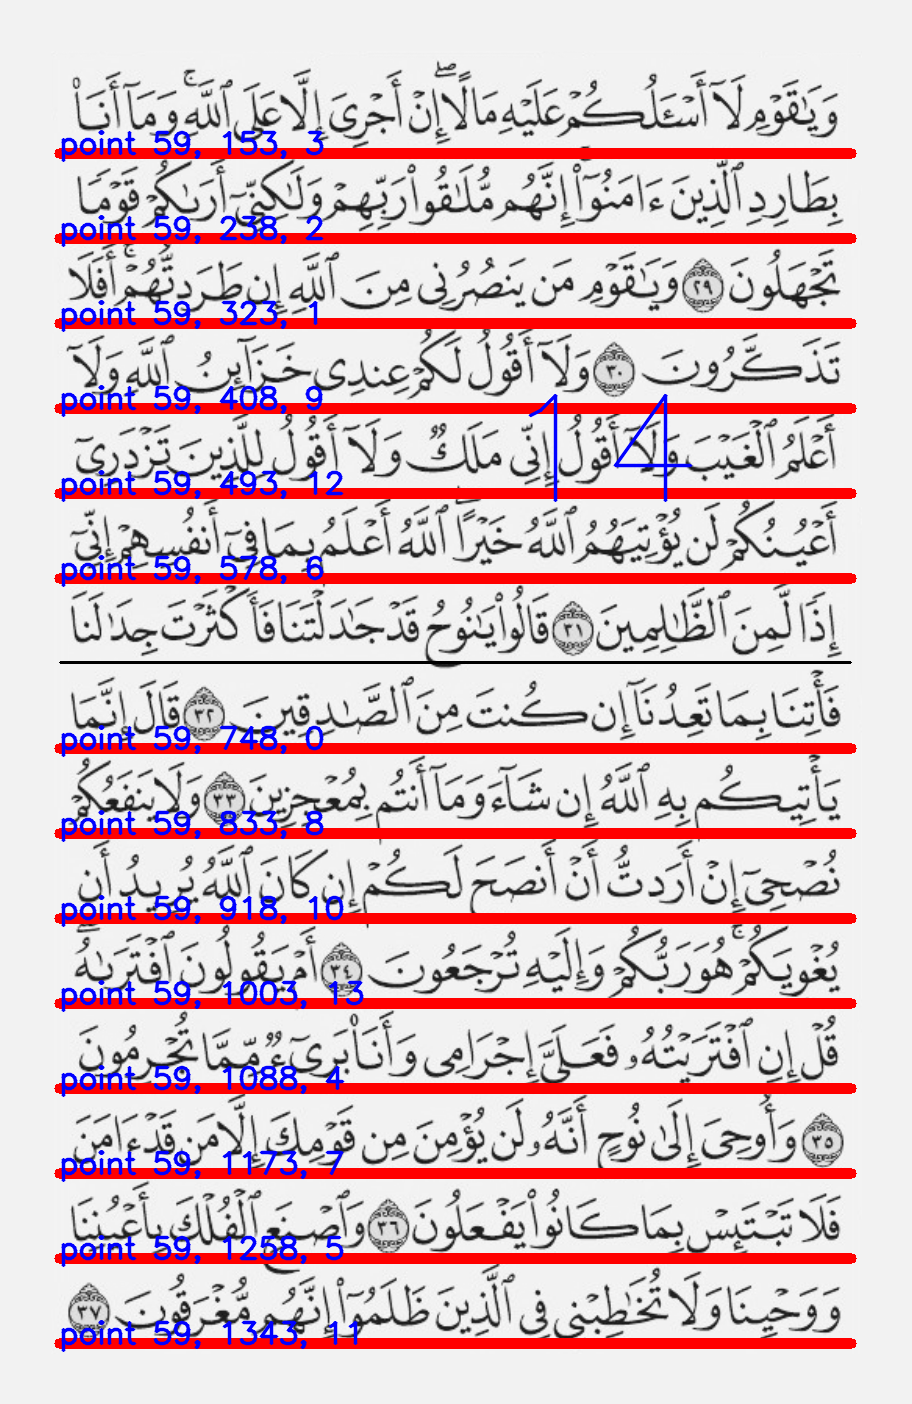 وَيَٰقَوْمِ لَآ أَسْـَٔلُكُمْ عَلَيْهِ مَالًا ۖ إِنْ أَجْرِىَ إِلَّا عَلَى ٱللَّهِ ۚ وَمَآ أَنَا۠
point 59, 153, 3
بِطَارِدِ ٱلَّذِينَ ءَامَنُوٓا۟ ۚ إِنَّهُم مُّلَٰقُوا۟ رَبِّهِمْ وَلَٰكِنِّىٓ أَرَىٰكُمْ قَوْمًا
point 59, 238, 2
تَجْهَلُونَ ٢٩ وَيَٰقَوْمِ مَن يَنصُرُنِى مِنَ ٱللَّهِ إِن طَرَدتُّهُمْ ۚ أَفَلَا
point 59, 323, 1
تَذَكَّرُونَ ٣٠ وَلَآ أَقُولُ لَكُمْ عِندِى خَزَآئِنُ ٱللَّهِ وَلَآ
point 59, 408, 9
أَعْلَمُ ٱلْغَيْبَ وَلَآ أَقُولُ إِنِّى مَلَكٌ وَلَآ أَقُولُ لِلَّذِينَ تَزْدَرِىٓ
14
point 59, 493, 12
أَعْيُنُكُمْ لَن يُؤْتِيَهُمُ ٱللَّهُ خَيْرًا ۖ ٱللَّهُ أَعْلَمُ بِمَا فِىٓ أَنفُسِهِمْ ۖ إِنِّىٓ
point 59, 578, 6
إِذًا لَّمِنَ ٱلظَّٰلِمِينَ ٣١ قَالُوا۟ يَٰنُوحُ قَدْ جَٰدَلْتَنَا فَأَكْثَرْتَ جِدَٰلَنَا
فَأْتِنَا بِمَا تَعِدُنَآ إِن كُنتَ مِنَ ٱلصَّٰدِقِينَ ٣٢ قَالَ إِنَّمَا
point 59, 748, 0
يَأْتِيكُم بِهِ ٱللَّهُ إِن شَآءَ وَمَآ أَنتُم بِمُعْجِزِينَ ٣٣ وَلَا يَنفَعُكُمْ
point 59, 833, 8
نُصْحِىٓ إِنْ أَرَدتُّ أَنْ أَنصَحَ لَكُمْ إِن كَانَ ٱللَّهُ يُرِيدُ أَن
point 59, 918, 10
يُغْوِيَكُمْ ۚ هُوَ رَبُّكُمْ وَإِلَيْهِ تُرْجَعُونَ ٣٤ أَمْ يَقُولُونَ ٱفْتَرَىٰهُ ۖ
point 59, 1003, 13
قُلْ إِنِ ٱفْتَرَيْتُهُۥ فَعَلَىَّ إِجْرَامِى وَأَنَا۠ بَرِىٓءٌ مِّمَّا تُجْرِمُونَ
point 59, 1088, 4
٣٥ وَأُوحِىَ إِلَىٰ نُوحٍ أَنَّهُۥ لَن يُؤْمِنَ مِن قَوْمِكَ إِلَّا مَن قَدْ ءَامَنَ
point 59, 1173, 7
فَلَا تَبْتَئِسْ بِمَا كَانُوا۟ يَفْعَلُونَ ٣٦ وَٱصْنَعِ ٱلْفُلْكَ بِأَعْيُنِنَا
point 59, 1258, 5
وَوَحْيِنَا وَلَا تُخَٰطِبْنِى فِى ٱلَّذِينَ ظَلَمُوٓا۟ ۚ إِنَّهُم مُّغْرَقُونَ ٣٧
point 59, 1343, 11